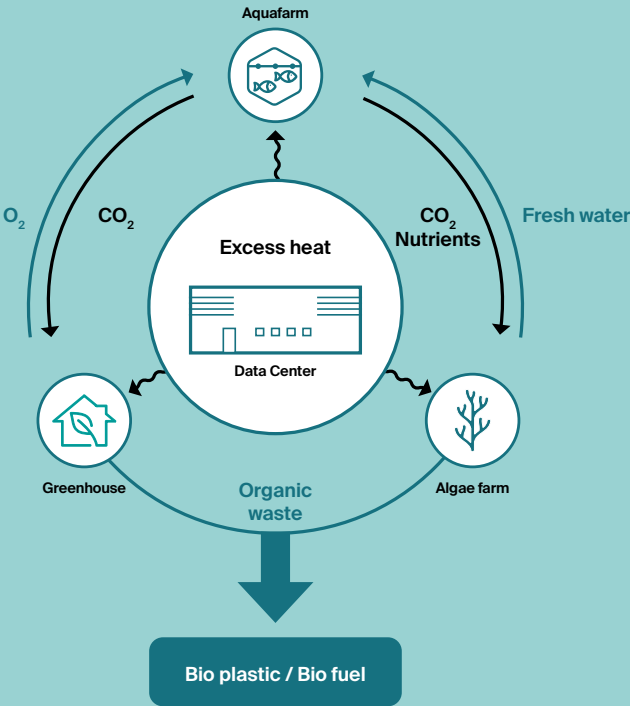 Aquafarm
O₂
CO₂
CO₂
Nutrients
Fresh water
Excess heat
Data Center
Greenhouse
Organic
waste
Algae farm
Bio plastic / Bio fuel